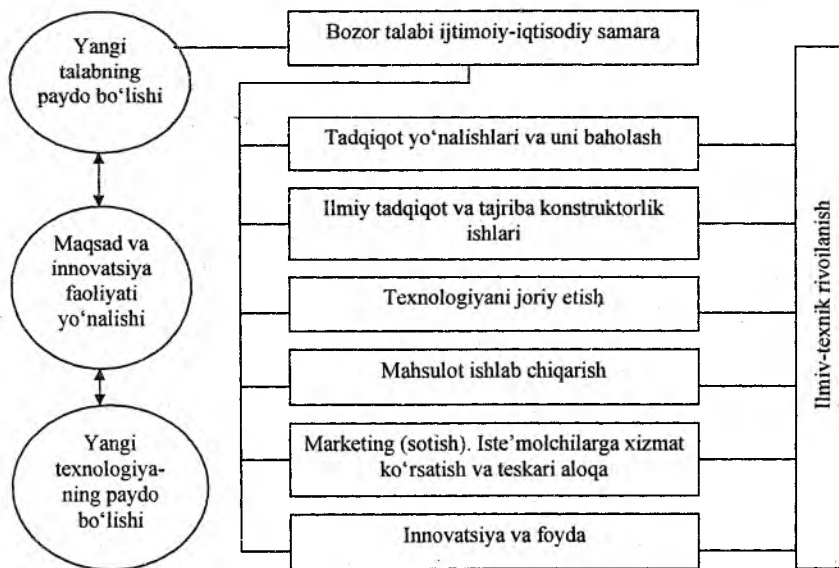 Yangi
talabning
paydo bo‘lishi
Bozor talabi ijtimoiy-iqtisodiy samara
Tadqiqot yo‘nalishlari va uni baholash
Ilmiy tadqiqot va tajriba konstruktorlik
ishlari
Maqsad va
innovatsiya
faoliyati
yo‘nalishi
Texnologiyani joriy etish
Mahsulot ishlab chiqarish
Yangi
texnologiya-
ning paydo
bo‘lishi
Marketing (sotish). Iste’molchilarga xizmat
ko‘rsatish va teskari aloqa
Innovatsiya va foyda
Ilmiv-texnik rivoilanish